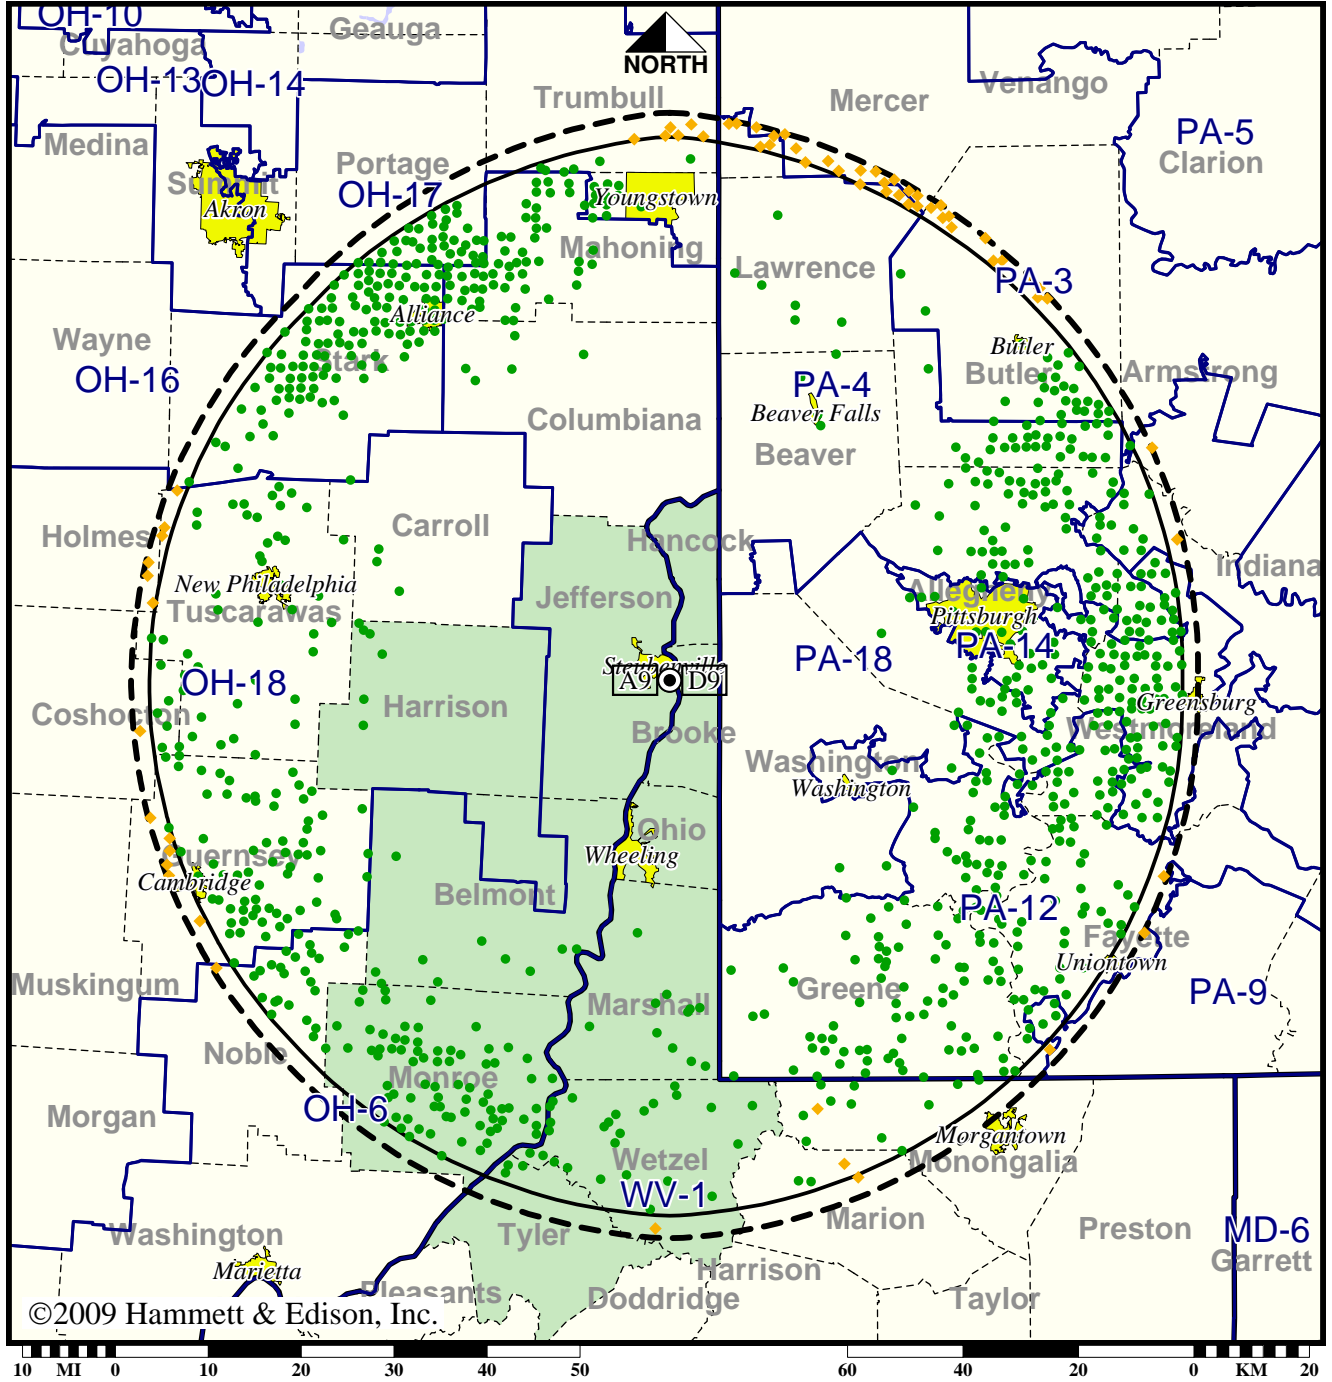 OH-10
Geauga
Cuyahoga
OH-13
OH-14
NORTH
Trumbull
Mercer
Venango
PA-5
Clarion
Medina
Portage
Summit
OH-17
Akron
Youngstown
Mahoning
Lawrence
PA-3
Alliance
Stark
Wayne
OH-16
Butler
Butler
Armstrong
PA-4
Beaver Falls
Columbiana
Beaver
Holmes
Carroll
Hancock
Indiana
New Philadelphia
Tuscarawas
Jefferson
Allegheny
Pittsburgh
PA-14
PA-18
Steubenville
A9
D9
OH-18
Harrison
Coshocton
Brooke
Greensburg
Westmoreland
Washington
Washington
Ohio
Wheeling
Guernsey
Cambridge
Belmont
PA-12
Fayette
Uniontown
Muskingum
Marshall
Greene
PA-9
Noble
Monroe
OH-6
Morgan
Morgantown
Monongalia
Wetzel
WV-1
Washington
Tyler
Marion
Preston
MD-6
Garrett
Marietta
Harrison
Pleasants
Doddridge
Taylor
©2009 Hammett & Edison, Inc.
10 MI 0 10 20 30 40 50 60 40 20 0 KM 20